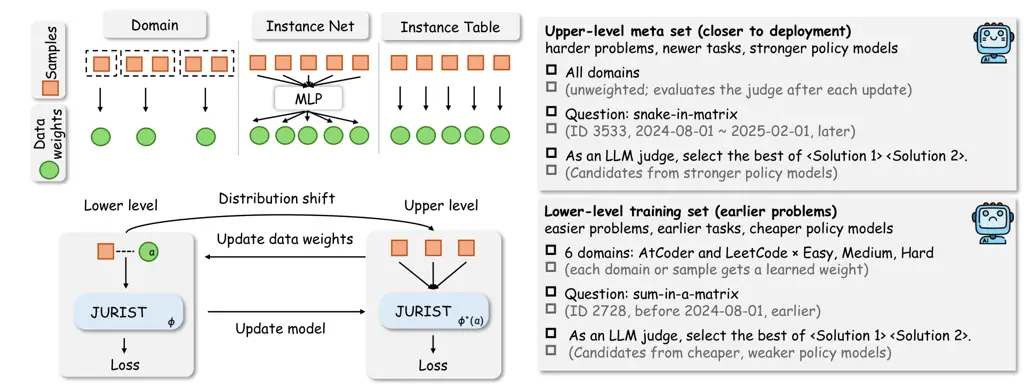 Domain
Instance Net
Instance Table
Samples
MLP
Data weights
Distribution shift
Lower level
Upper level
Update data weights
a
JURIST ϕ
JURIST ϕ*(a)
Update model
Loss
Loss
Upper-level meta set (closer to deployment)
harder problems, newer tasks, stronger policy models
All domains
(unweighted; evaluates the judge after each update)
Question: snake-in-matrix
(ID 3533, 2024-08-01 ~ 2025-02-01, later)
As an LLM judge, select the best of <Solution 1> <Solution 2>.
(Candidates from stronger policy models)
AI
Lower-level training set (earlier problems)
easier problems, earlier tasks, cheaper policy models
6 domains: AtCoder and LeetCode × Easy, Medium, Hard
(each domain or sample gets a learned weight)
Question: sum-in-a-matrix
(ID 2728, before 2024-08-01, earlier)
As an LLM judge, select the best of <Solution 1> <Solution 2>.
(Candidates from cheaper, weaker policy models)
AI